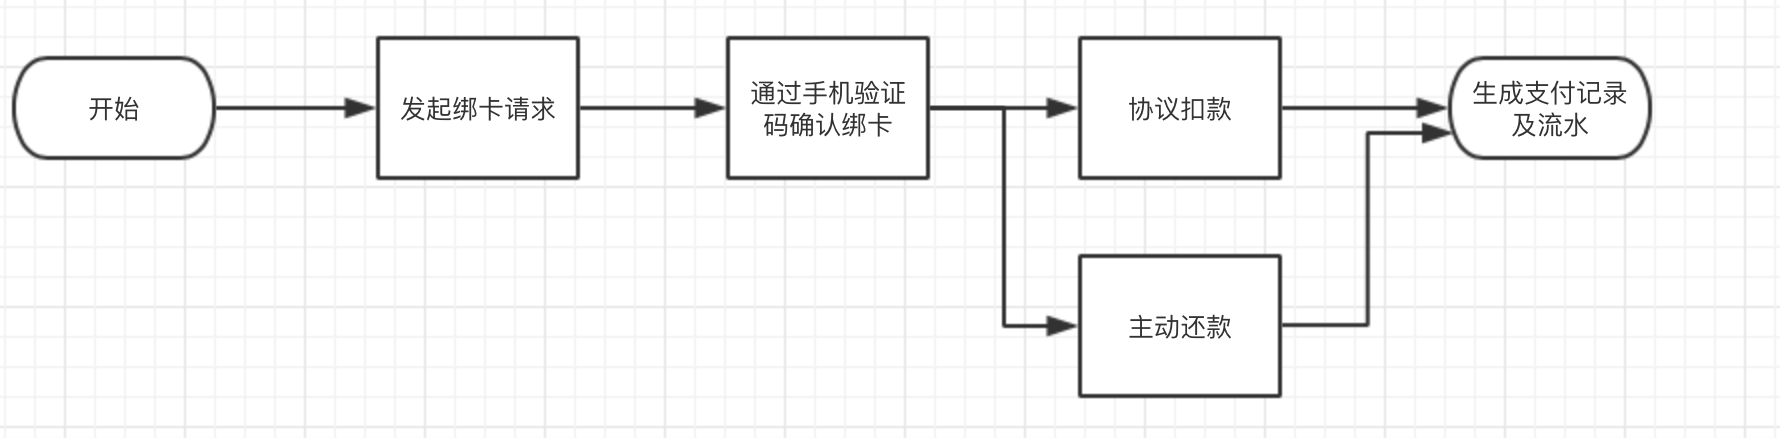 开始
发起绑卡请求
通过手机验证
码确认绑卡
协议扣款
生成支付记录
及流水
主动还款